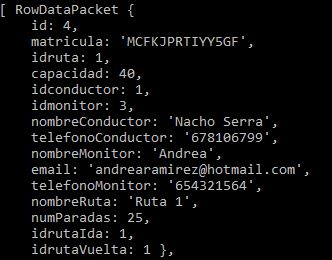 [ RowDataPacket {
id: 4,
matricula: 'MCFKJPRTIYY5GF',
idruta: 1,
capacidad: 40,
idconductor: 1,
idmonitor: 3,
nombreConductor: 'Nacho Serra',
telefonoConductor: '678106799',
nombreMonitor: 'Andrea',
email: 'andrearamirez@hotmail.com',
telefonoMonitor: '654321564',
nombreRuta: 'Ruta 1',
numParadas: 25,
idrutaIda: 1,
idrutaVuelta: 1 },